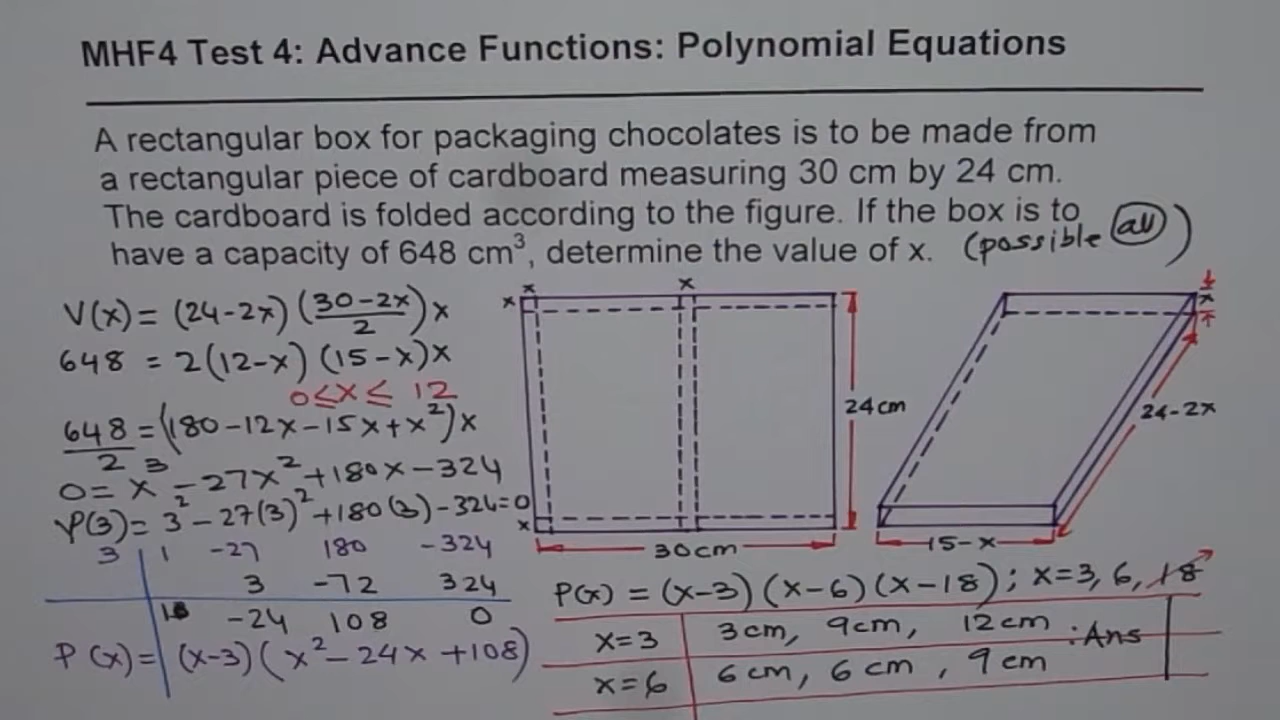 MHF4 Test 4: Advance Functions: Polynomial Equations
A rectangular box for packaging chocolates is to be made from
a rectangular piece of cardboard measuring 30 cm by 24 cm.
The cardboard is folded according to the figure. If the box is to
have a capacity of 648 cm³, determine the value of x. (possible all)
V(x) = (24-2x) (30-2x)/2 x
648 = 2(12-x) (15-x)x
0≤x≤ 12
648/2 = (180-12x-15x+x²)x
0 = x³ -27x² +180x -324
P(3) = 3³ -27(3)² +180(3) -324=0
3 1 -27 180 -324
3 -72 324
1 -24 108 0
P(x) = (x-3)(x²-24x+108)
x
x
x
x
24cm
30cm
x
24-2x
15-x
P(x) = (x-3)(x-6)(x-18); x=3, 6, 18
x=3 3cm, 9cm, 12cm
:Ans
x=6 6cm, 6cm, 9cm